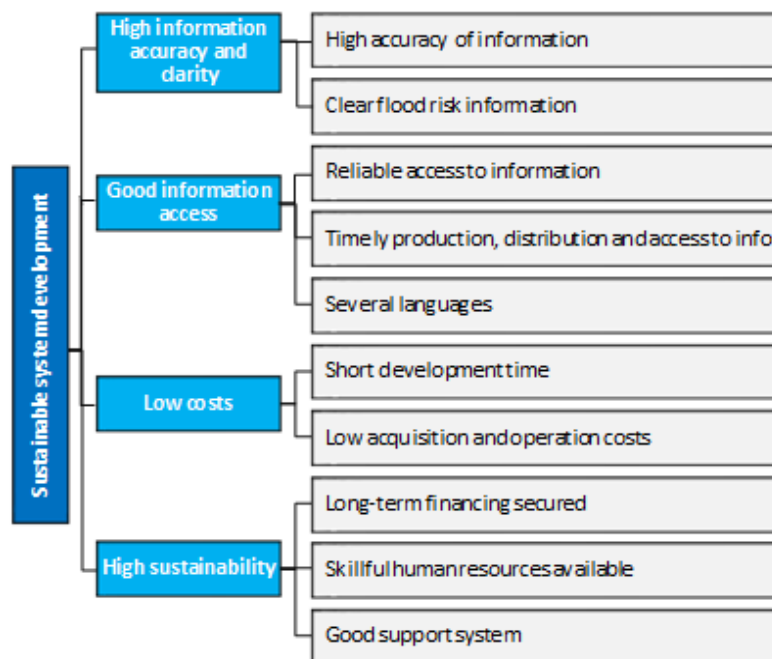 Sustainable system development
High information
accuracy and
clarity
High accuracy of information
Clear flood risk information
Good information
access
Reliable access to information
Timely production, distribution and access to info
Several languages
Low costs
Short development time
Low acquisition and operation costs
High sustainability
Long-term financing secured
Skillful human resources available
Good support system